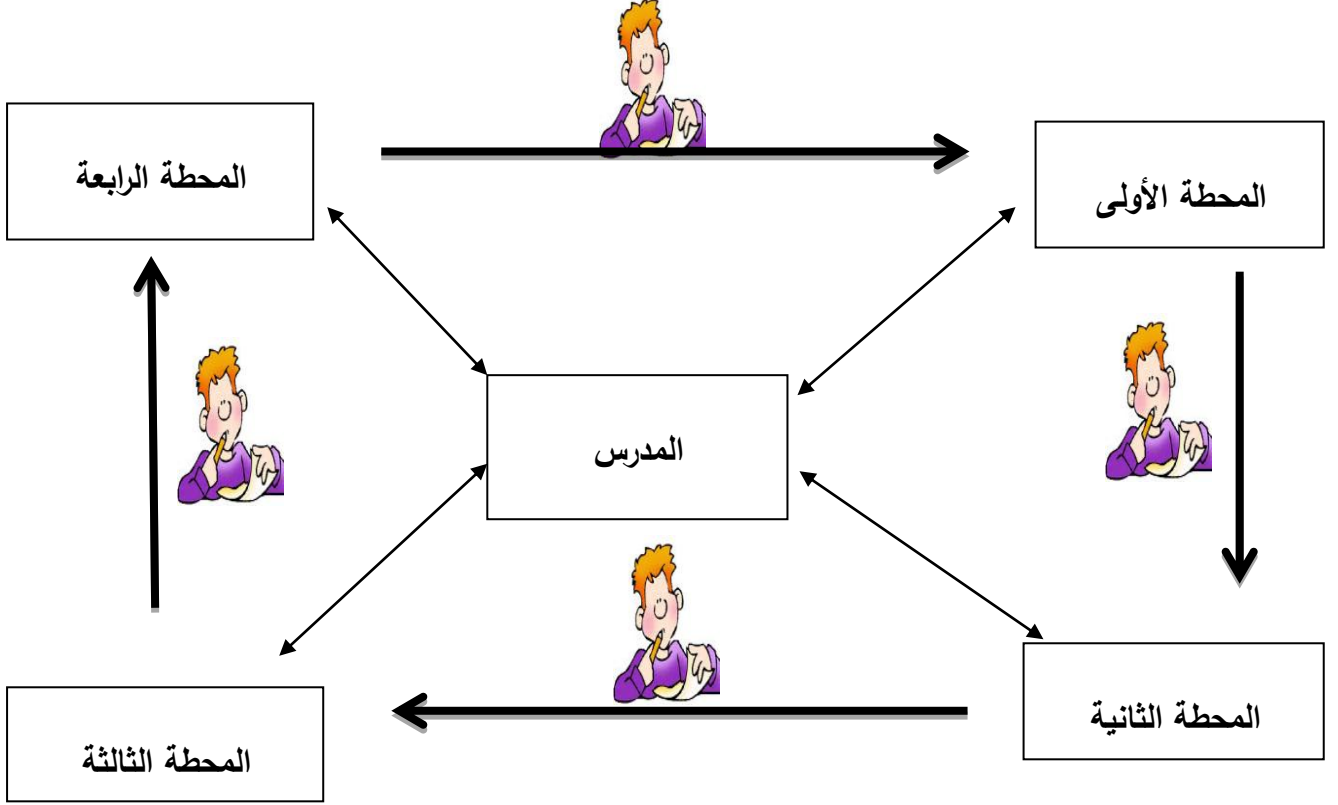 المحطة الأولى
المحطة الرابعة
المدرس
المحطة الثانية
المحطة الثالثة